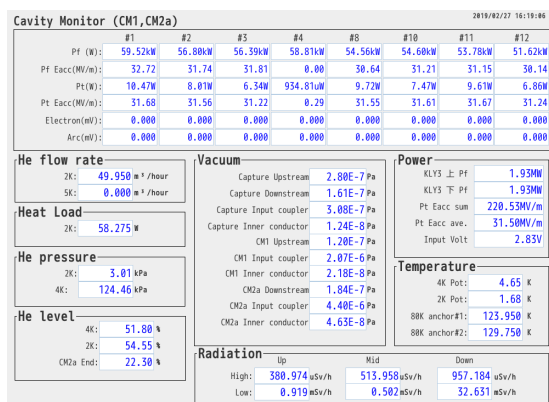 2019/02/27 16:19:06
Cavity Monitor (CM1,CM2a)
#1 #2 #3 #4 #8 #10 #11 #12
Pf (W): 59.52kW 56.80kW 56.39kW 58.81kW 54.56kW 54.60kW 53.78kW 51.62kW
Pf Eacc(MV/m): 32.72 31.74 31.81 0.00 30.64 31.21 31.15 30.14
Pt(W): 10.47W 8.01W 6.34W 934.81uW 9.72W 7.47W 9.61W 6.86W
Pt Eacc(MV/m): 31.68 31.56 31.22 0.29 31.55 31.61 31.67 31.24
Electron(mV): 0.000 0.000 0.000 0.000 0.000 0.000 0.000 0.000
Arc(mV): 0.000 0.000 0.000 0.000 0.000 0.000 0.000 0.000
He flow rate
2K: 49.950 m³/hour
5K: 0.000 m³/hour
Heat Load
2K: 58.275 W
He pressure
2K: 3.01 kPa
4K: 124.46 kPa
He level
4K: 51.80 %
2K: 54.55 %
CM2a End: 22.30 %
Vacuum
Capture Upstream 2.80E-7 Pa
Capture Downstream 1.61E-7 Pa
Capture Input coupler 3.08E-7 Pa
Capture Inner conductor 1.24E-8 Pa
CM1 Upstream 1.20E-7 Pa
CM1 Input coupler 2.07E-6 Pa
CM1 Inner conductor 2.18E-8 Pa
CM2a Downstream 1.84E-7 Pa
CM2a Input coupler 4.40E-6 Pa
CM2a Inner conductor 4.63E-8 Pa
Power
KLY3 上 Pf 1.93MW
KLY3 下 Pf 1.93MW
Pt Eacc sum 220.53MV/m
Pt Eacc ave. 31.50MV/m
Input Volt 2.83V
Temperature
4K Pot: 4.65 K
2K Pot: 1.68 K
80K anchor#1: 123.950 K
80K anchor#2: 129.750 K
Radiation
Up Mid Down
High: 380.974 uSv/h 513.958 uSv/h 957.184 uSv/h
Low: 0.919 mSv/h 0.502 mSv/h 32.631 mSv/h